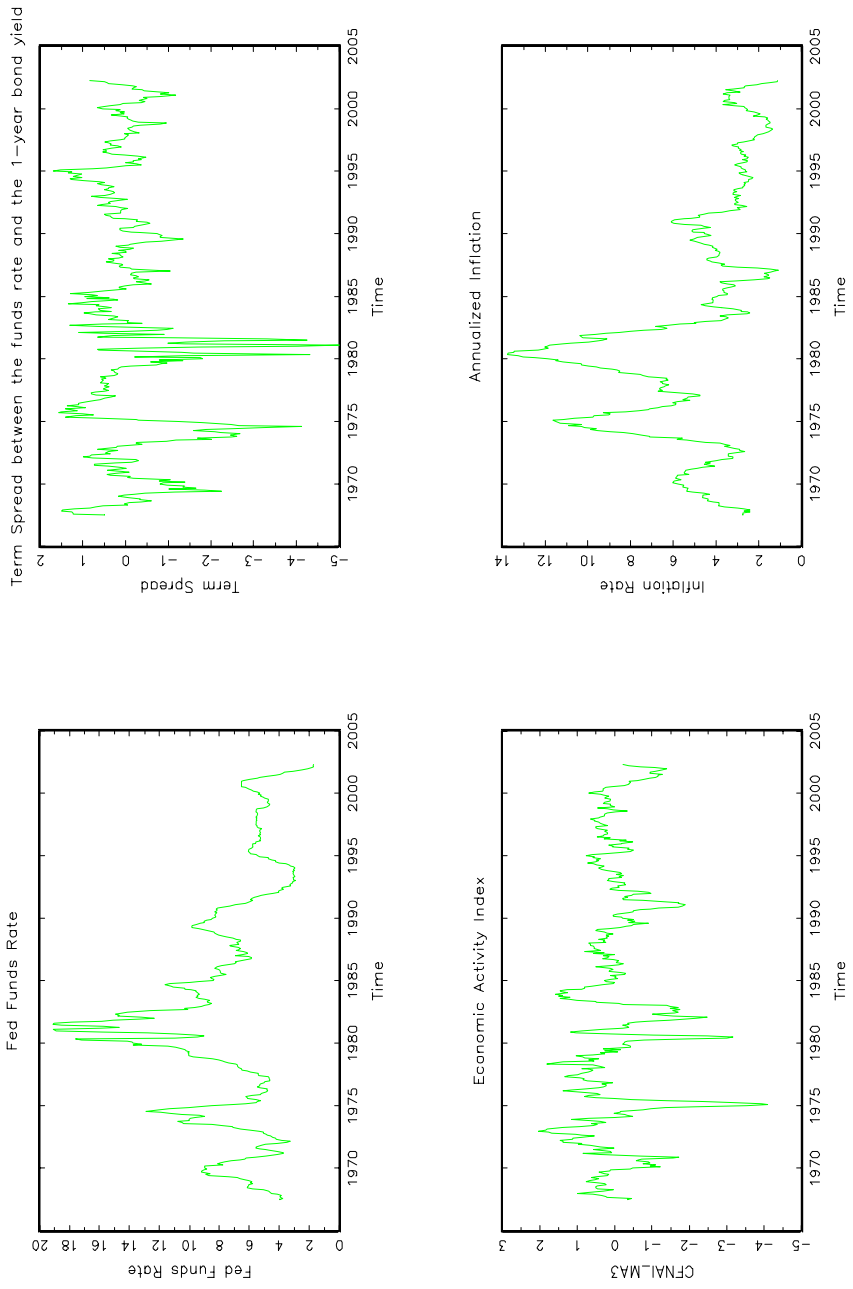 Fed Funds Rate
Fed Funds Rate
20
18
16
14
12
10
8
6
4
2
0
1970 1975 1980 1985 1990 1995 2000 2005
Time
Term Spread between the funds rate and the 1-year bond yield
Term Spread
2
1
0
-1
-2
-3
-4
-5
1970 1975 1980 1985 1990 1995 2000 2005
Time
Economic Activity Index
CFNAI_MA3
3
2
1
0
-1
-2
-3
-4
-5
1970 1975 1980 1985 1990 1995 2000 2005
Time
Annualized Inflation
Inflation Rate
14
12
10
8
6
4
2
0
1970 1975 1980 1985 1990 1995 2000 2005
Time